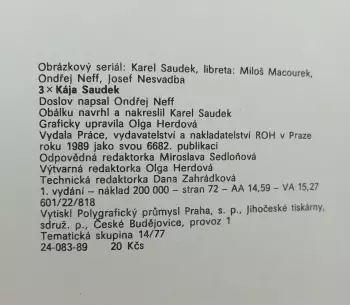 Obrázkový seriál: Karel Saudek, libreta: Miloš Macourek,
Ondřej Neff, Josef Nesvadba
3 × Kája Saudek
Doslov napsal Ondřej Neff
Obálku navrhl a nakreslil Karel Saudek
Graficky upravila Olga Herdová
Vydala Práce, vydavatelství a nakladatelství ROH v Praze
roku 1989 jako svou 6682. publikaci
Odpovědná redaktorka Miroslava Sedloňová
Výtvarná redaktorka Olga Herdová
Technická redaktorka Dana Zahrádková
1. vydání – náklad 200 000 – stran 72 – AA 14,59 – VA 15,27
601/22/818
Vytiskl Polygrafický průmysl Praha, s. p., Jihočeské tiskárny,
sdruž. p., České Budějovice, provoz 1
Tematická skupina 14/77
24-083-89 20 Kčs